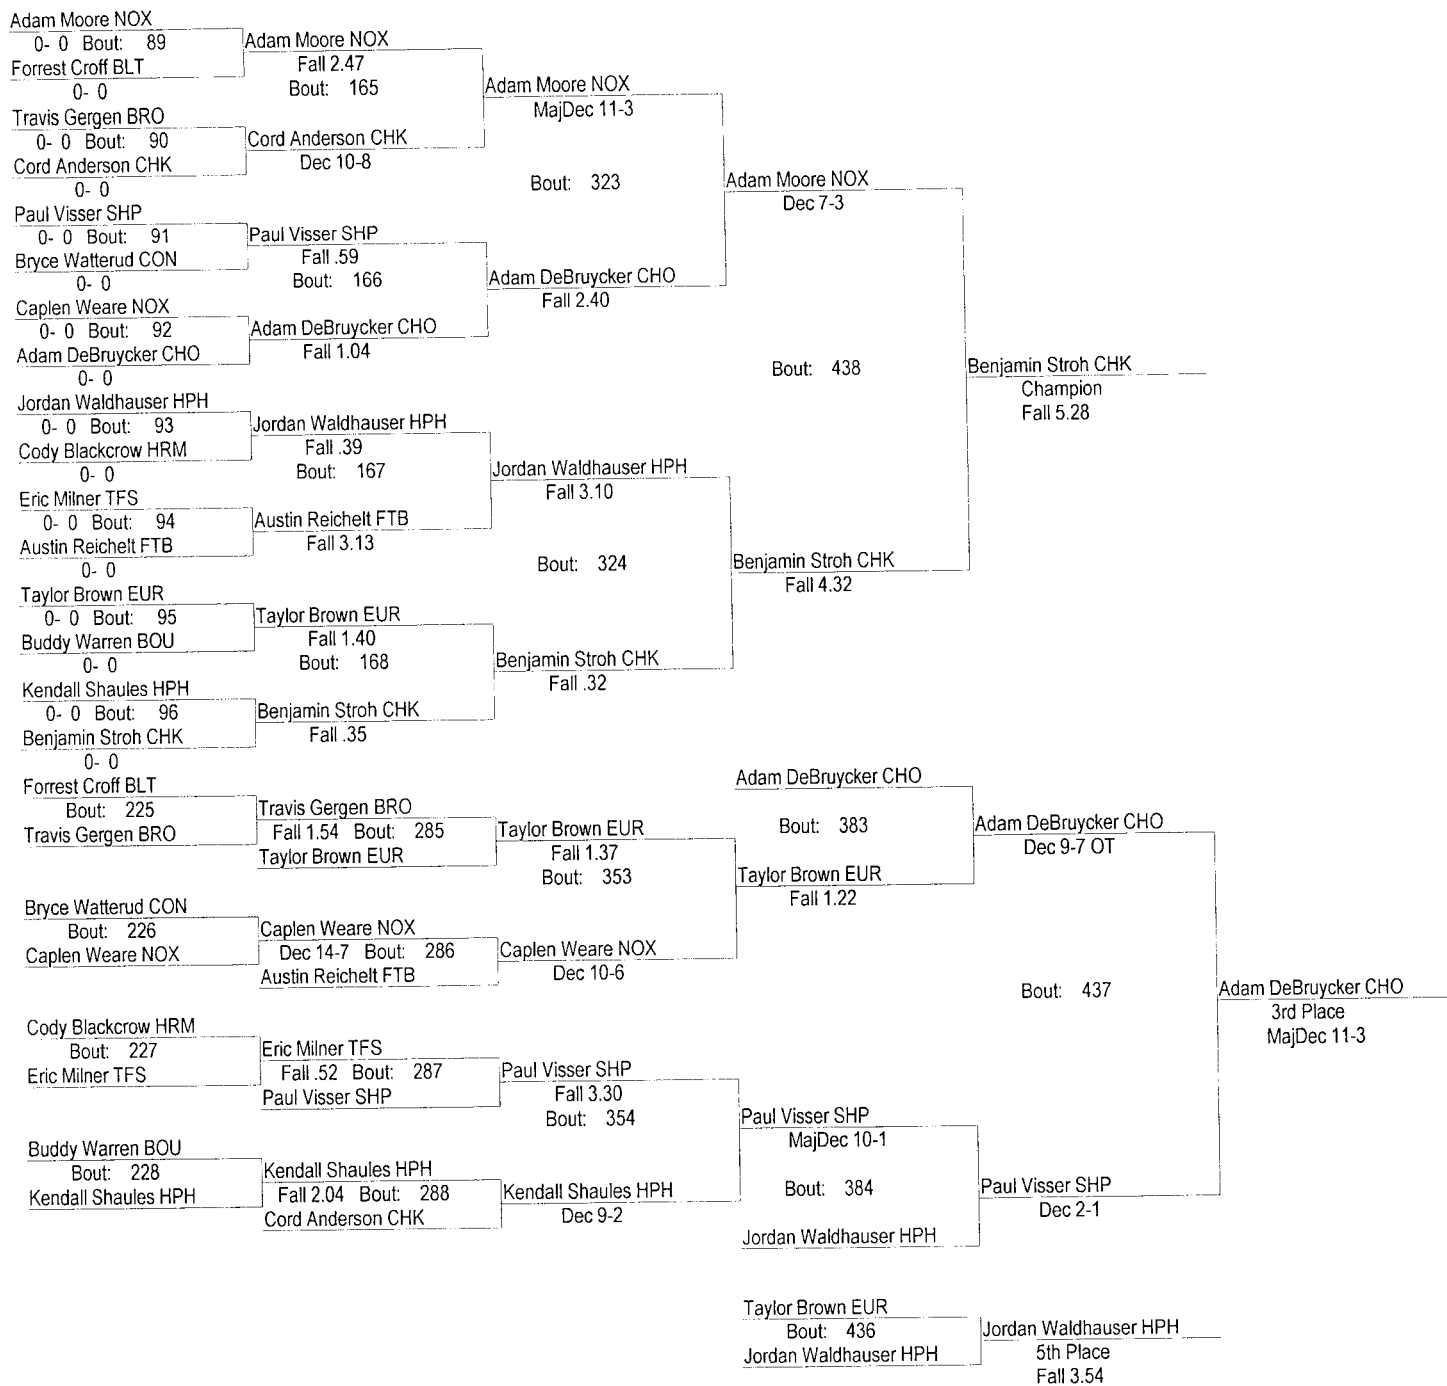 Adam Moore NOX
0- 0 Bout: 89
Forrest Croff BLT
0- 0
Travis Gergen BRO
0- 0 Bout: 90
Cord Anderson CHK
0- 0
Paul Visser SHP
0- 0 Bout: 91
Bryce Watterud CON
0- 0
Caplen Weare NOX
0- 0 Bout: 92
Adam DeBruycker CHO
0- 0
Jordan Waldhauser HPH
0- 0 Bout: 93
Cody Blackcrow HRM
0- 0
Eric Milner TFS
0- 0 Bout: 94
Austin Reichelt FTB
0- 0
Taylor Brown EUR
0- 0 Bout: 95
Buddy Warren BOU
0- 0
Kendall Shaules HPH
0- 0 Bout: 96
Benjamin Stroh CHK
0- 0
Adam Moore NOX
Fall 2.47
Bout: 165
Cord Anderson CHK
Dec 10-8
Paul Visser SHP
Fall .59
Bout: 166
Adam DeBruycker CHO
Fall 1.04
Jordan Waldhauser HPH
Fall .39
Bout: 167
Austin Reichelt FTB
Fall 3.13
Taylor Brown EUR
Fall 1.40
Bout: 168
Benjamin Stroh CHK
Fall .35
Adam Moore NOX
MajDec 11-3
Bout: 323
Adam DeBruycker CHO
Fall 2.40
Jordan Waldhauser HPH
Fall 3.10
Bout: 324
Benjamin Stroh CHK
Fall .32
Adam Moore NOX
Dec 7-3
Bout: 438
Benjamin Stroh CHK
Fall 4.32
Benjamin Stroh CHK
Champion
Fall 5.28
Forrest Croff BLT
Bout: 225
Travis Gergen BRO
Bryce Watterud CON
Bout: 226
Caplen Weare NOX
Cody Blackcrow HRM
Bout: 227
Eric Milner TFS
Buddy Warren BOU
Bout: 228
Kendall Shaules HPH
Travis Gergen BRO
Fall 1.54 Bout: 285
Taylor Brown EUR
Caplen Weare NOX
Dec 14-7 Bout: 286
Austin Reichelt FTB
Eric Milner TFS
Fall .52 Bout: 287
Paul Visser SHP
Kendall Shaules HPH
Fall 2.04 Bout: 288
Cord Anderson CHK
Taylor Brown EUR
Fall 1.37
Bout: 353
Caplen Weare NOX
Dec 10-6
Paul Visser SHP
Fall 3.30
Bout: 354
Kendall Shaules HPH
Dec 9-2
Adam DeBruycker CHO
Bout: 383
Taylor Brown EUR
Fall 1.22
Paul Visser SHP
MajDec 10-1
Bout: 384
Jordan Waldhauser HPH
Adam DeBruycker CHO
Dec 9-7 OT
Bout: 437
Paul Visser SHP
Dec 2-1
Adam DeBruycker CHO
3rd Place
MajDec 11-3
Taylor Brown EUR
Bout: 436
Jordan Waldhauser HPH
Jordan Waldhauser HPH
5th Place
Fall 3.54